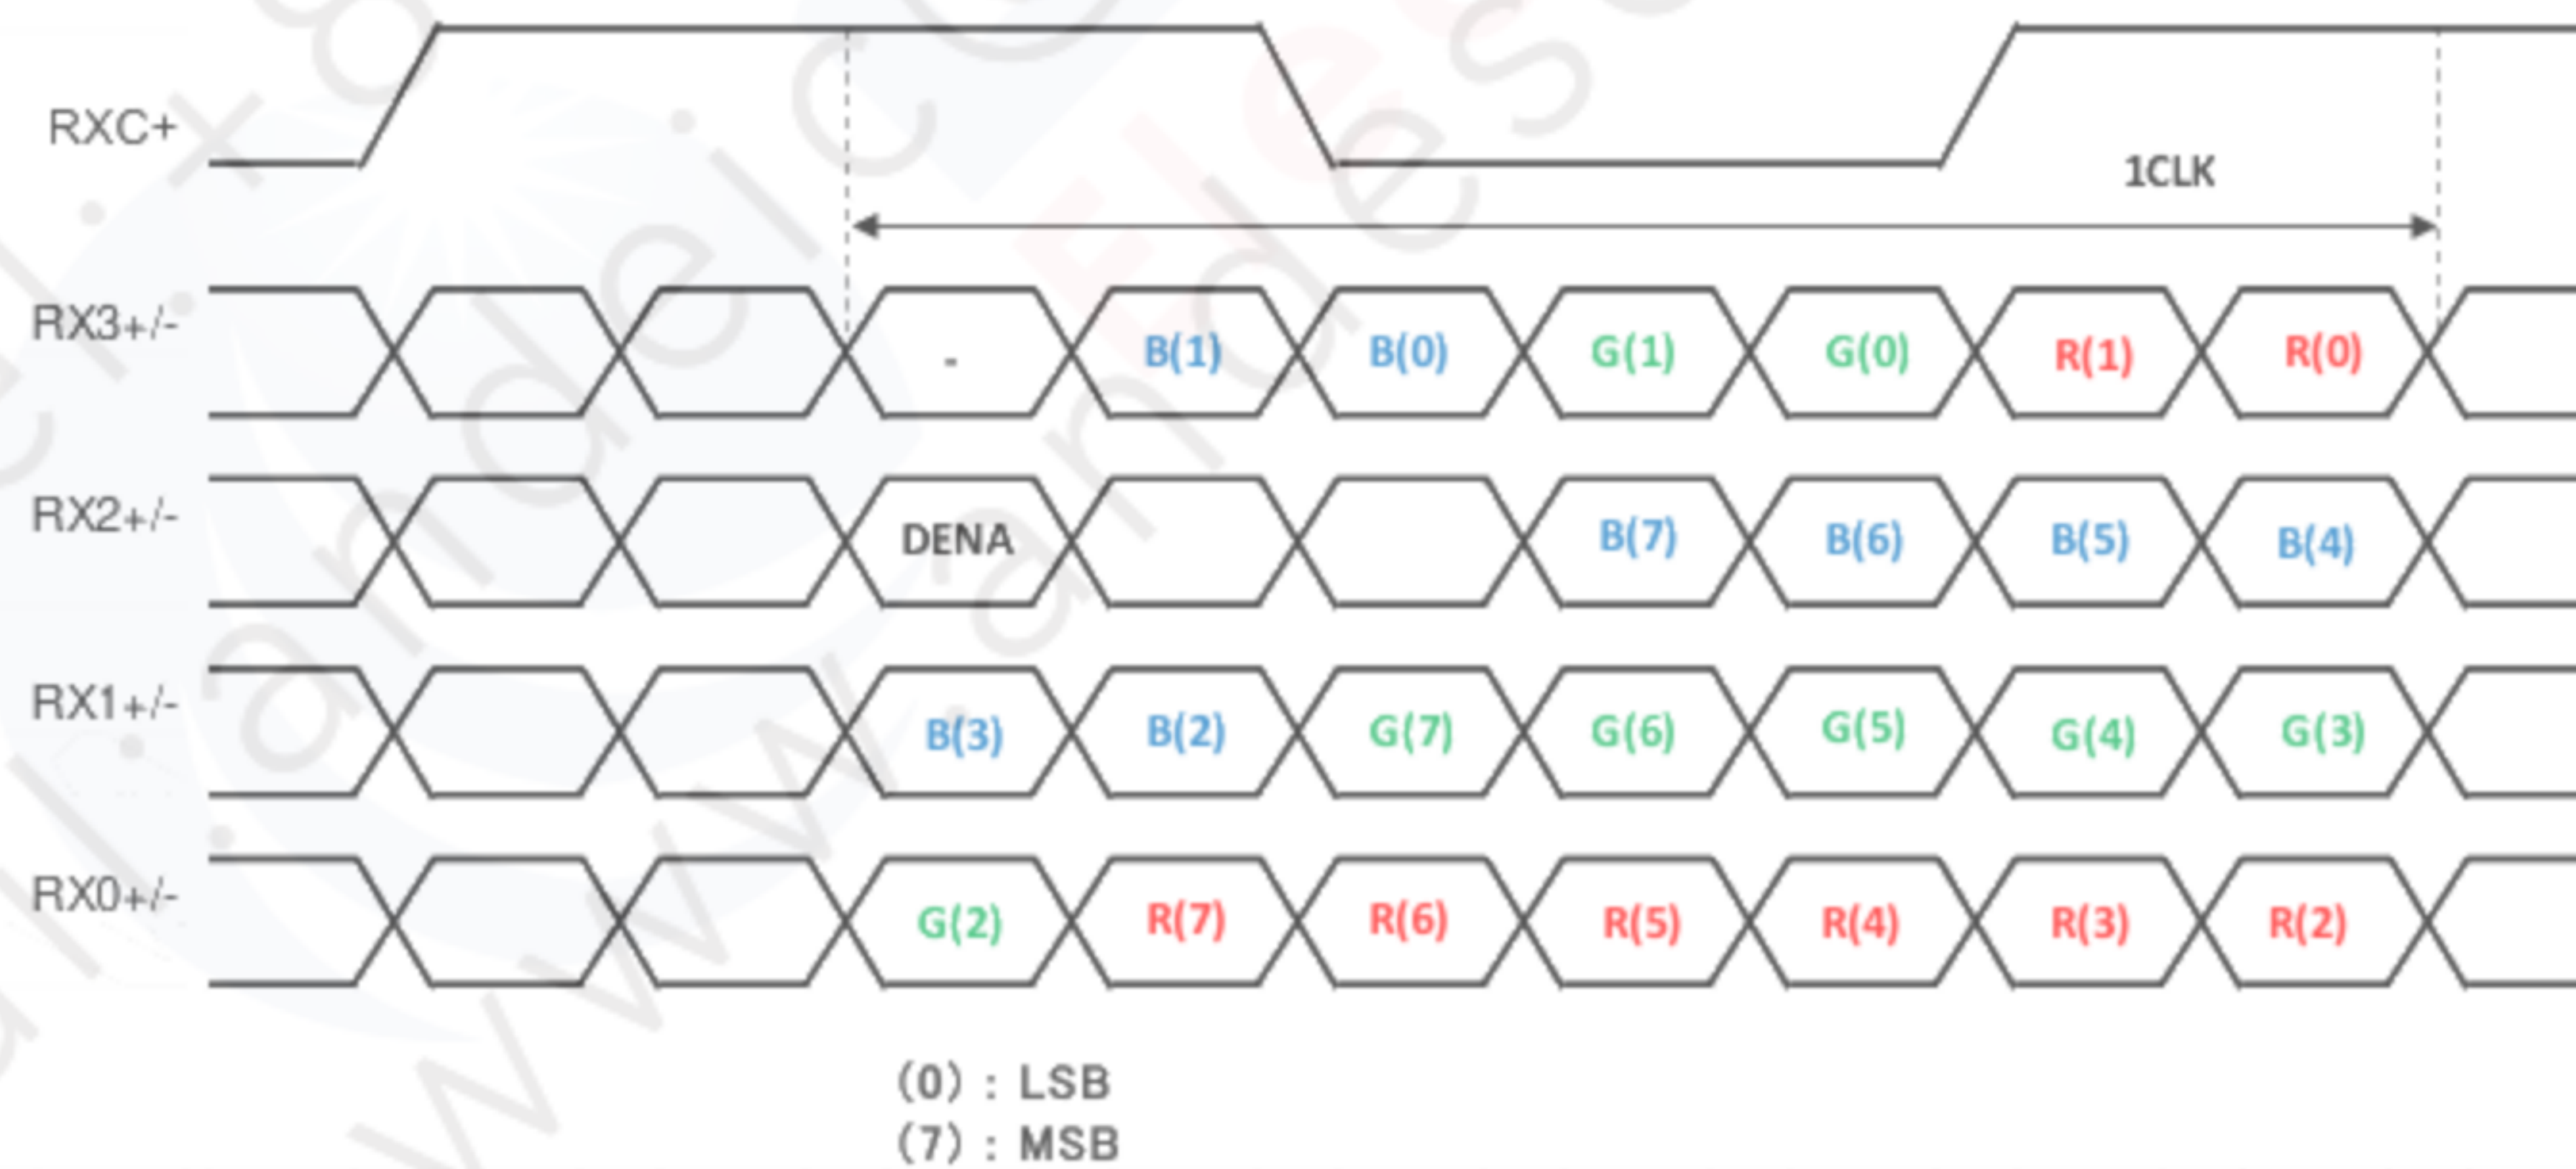 RXC+
1CLK
RX3+/- - B(1) B(0) G(1) G(0) R(1) R(0)
RX2+/- DENA B(7) B(6) B(5) B(4)
RX1+/- B(3) B(2) G(7) G(6) G(5) G(4) G(3)
RX0+/- G(2) R(7) R(6) R(5) R(4) R(3) R(2)
(0) : LSB
(7) : MSB